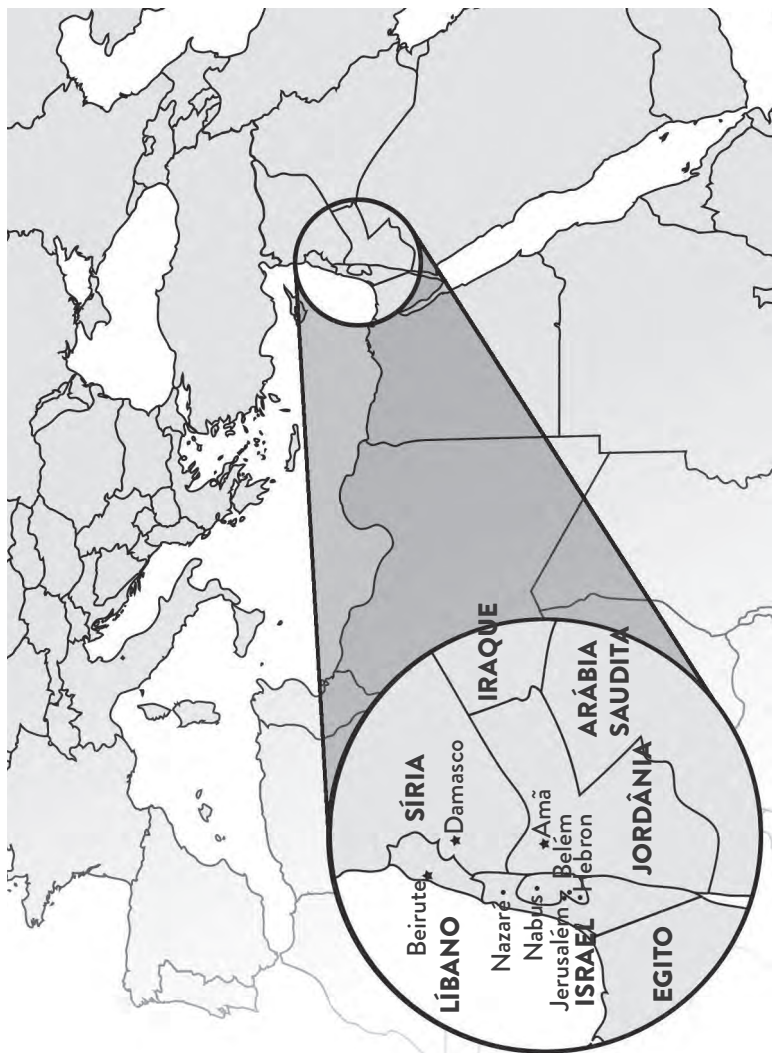 Beirute
LÍBANO
SÍRIA
Damasco
IRAQUE
Nazaré
Nabus
Amã
Jerusalém
Belém
Hebron
ISRAEL
JORDÂNIA
ARÁBIA
SAUDITA
EGITO